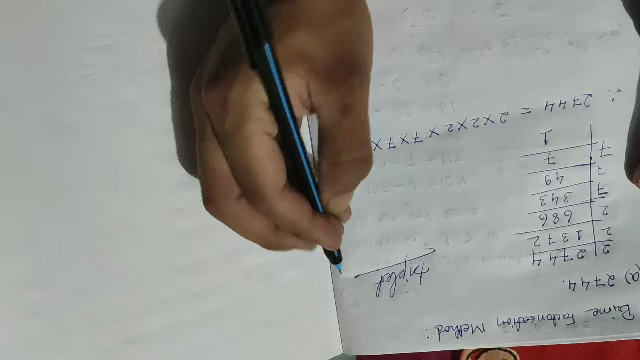 Prime Factorisation Method:
(a) 2744.
2 | 2744
2 | 1372
2 | 686
7 | 343
7 | 49
7 | 7
1
triplet
∴ 2744 = 2×2×2×7×7×